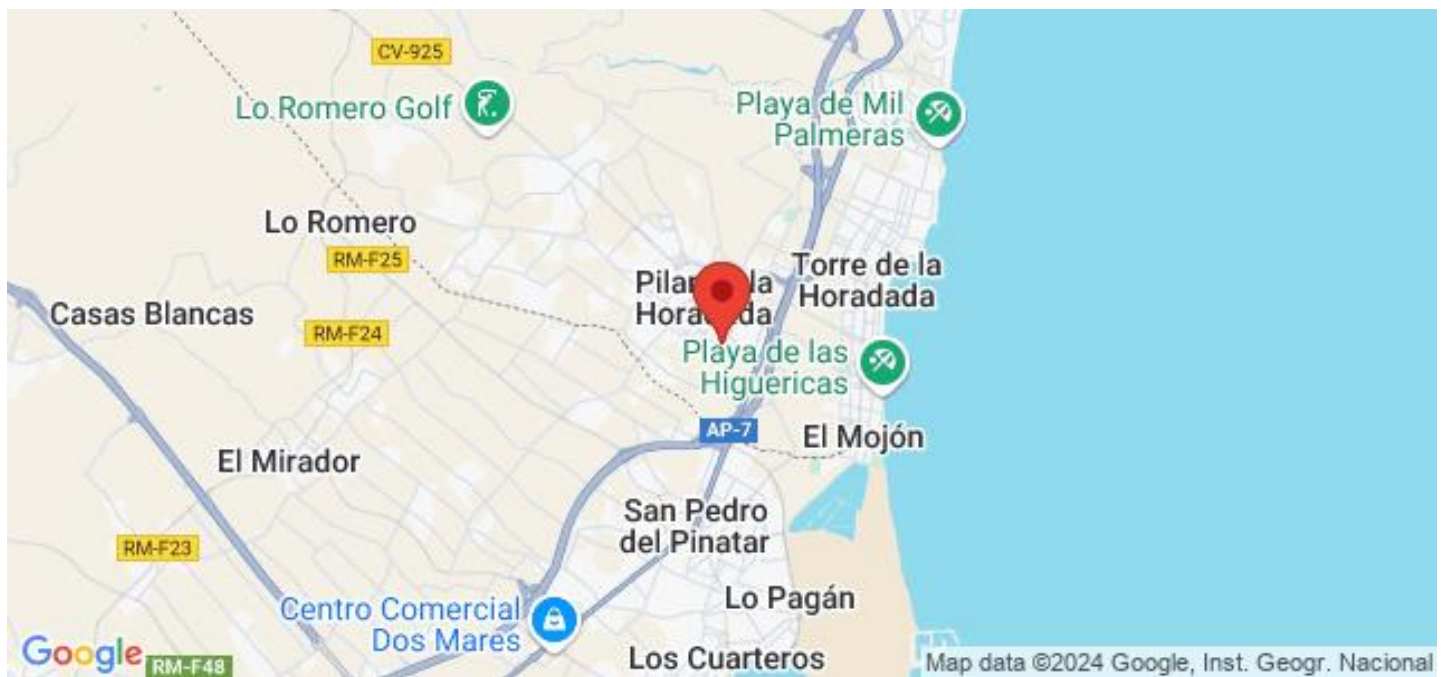 CV-925
Lo Romero Golf
Playa de Mil
Palmeras
Lo Romero
RM-F25
Torre de la
Horadada
Casas Blancas
RM-F24
Playa de las
Higuericas
AP-7
El Mojón
El Mirador
San Pedro
del Pinatar
RM-F23
Lo Pagán
Centro Comercial
Dos Mares
Los Cuarteros
Google
RM-F48
Map data ©2024 Google, Inst. Geogr. Nacional